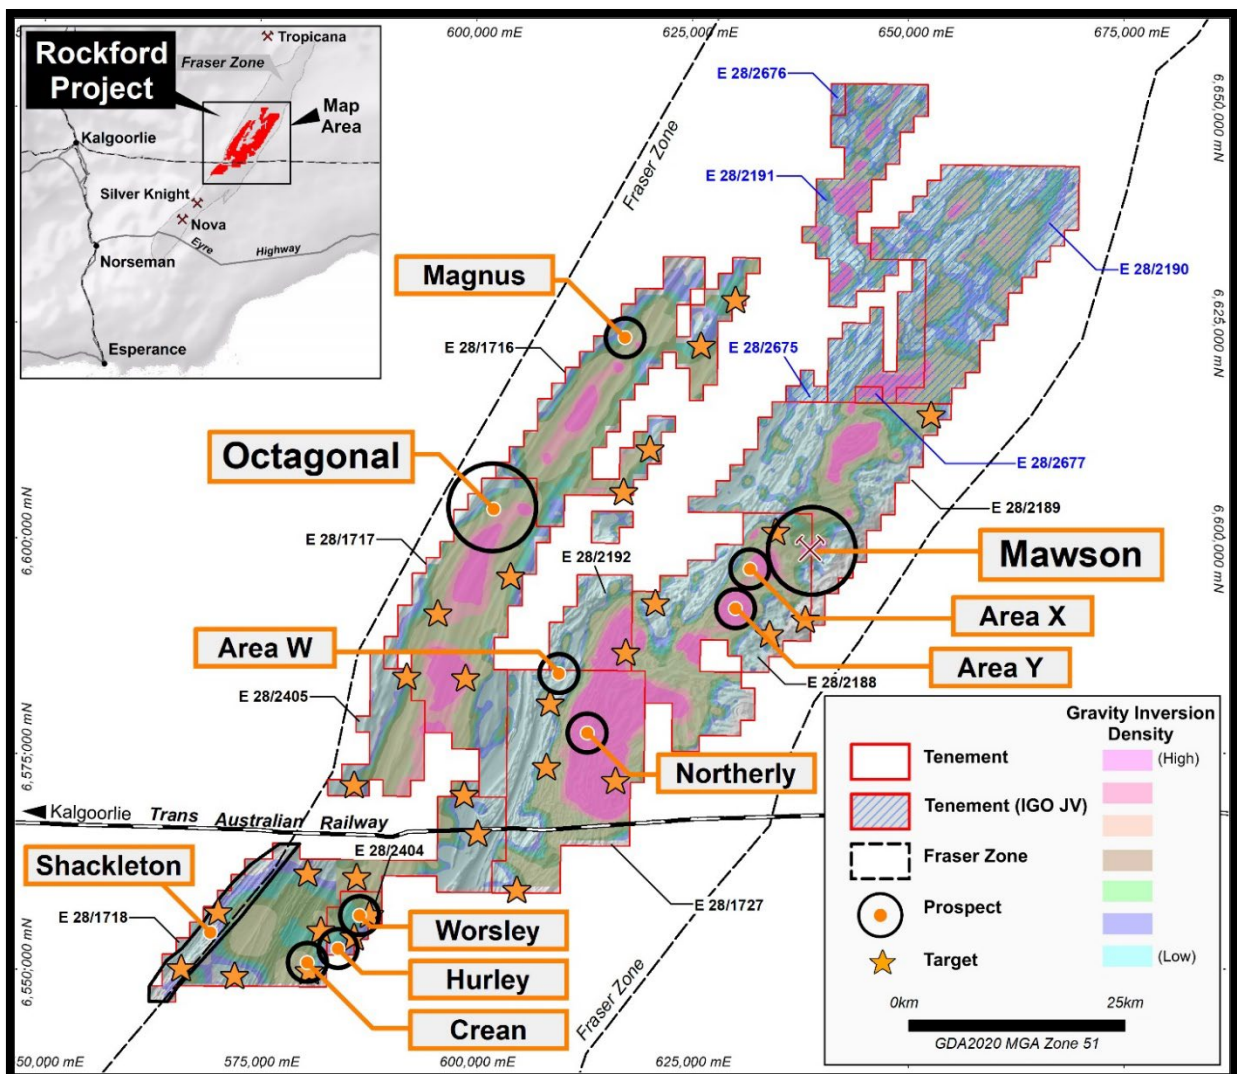 600,000 mE
625,000 mE
650,000 mE
675,000 mE
Rockford
Project
Tropicana
Fraser Zone
Map
Area
Kalgoorlie
Silver Knight
Nova
Eyre Highway
Norseman
Esperance
Fraser Zone
E 28/2676
6,650,000 mN
E 28/2191
E 28/2190
Magnus
E 28/1716
E 28/2675
6,625,000 mN
Octagonal
E 28/2677
E 28/2189
6,600,000 mN
6,600,000 mN
E 28/1717
E 28/2192
Mawson
Area X
Area W
Area Y
E 28/2188
E 28/2405
6,575,000 mN
6,575,000 mN
Northerly
Kalgoorlie
Trans Australian Railway
E 28/2404
Shackleton
E 28/1718
E 28/1727
Worsley
Hurley
Crean
6,550,000 mN
Fraser Zone
Tenement
Tenement (IGO JV)
Fraser Zone
Prospect
Target
Gravity Inversion
Density
(High)
(Low)
0km
25km
GDA2020 MGA Zone 51
50,000 mE
575,000 mE
600,000 mE
625,000 mE